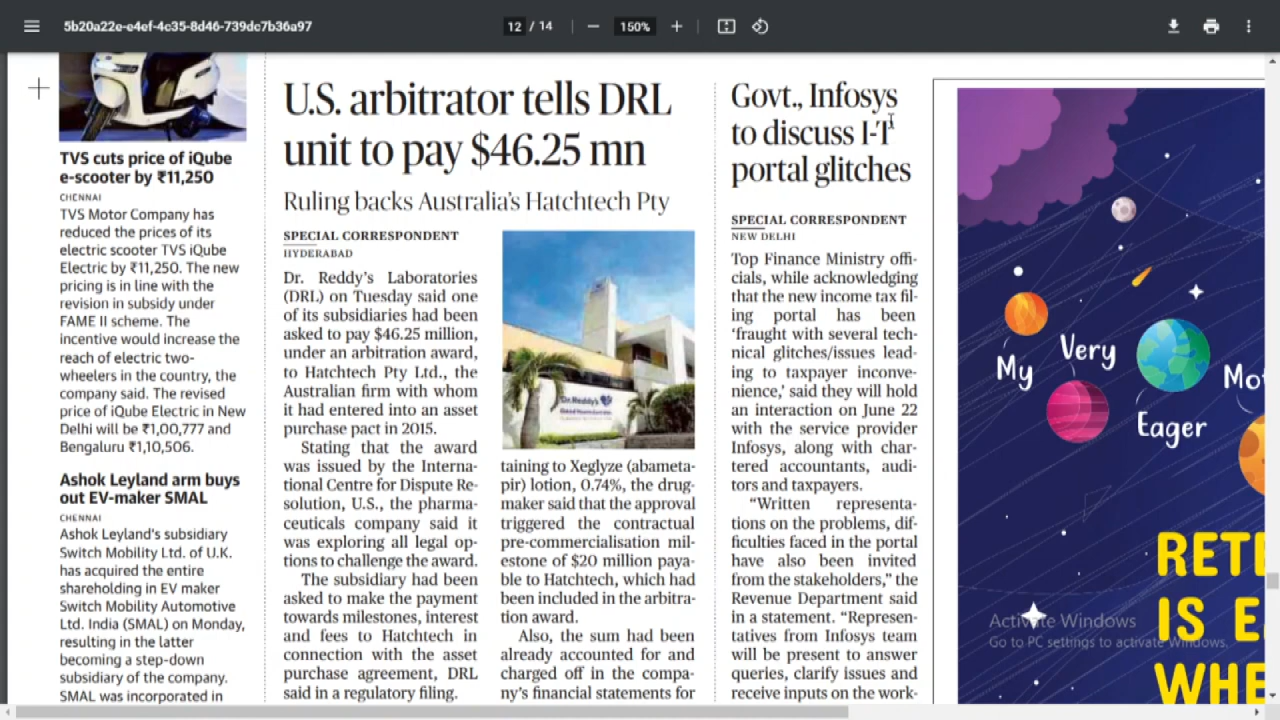 5b20a22e-e4ef-4c35-8d46-739dc7b36a97
12 / 14
150%
TVS cuts price of iQube
e-scooter by ₹11,250
CHENNAI
TVS Motor Company has
reduced the prices of its
electric scooter TVS iQube
Electric by ₹11,250. The new
pricing is in line with the
revision in subsidy under
FAME II scheme. The
incentive would increase the
reach of electric two-
wheelers in the country, the
company said. The revised
price of iQube Electric in New
Delhi will be ₹1,00,777 and
Bengaluru ₹1,10,506.
Ashok Leyland arm buys
out EV-maker SMAL
CHENNAI
Ashok Leyland's subsidiary
Switch Mobility Ltd. of U.K.
has acquired the entire
shareholding in EV maker
Switch Mobility Automotive
Ltd. India (SMAL) on Monday,
resulting in the latter
becoming a step-down
subsidiary of the company.
SMAL was incorporated in
U.S. arbitrator tells DRL
unit to pay $46.25 mn
Ruling backs Australia's Hatchtech Pty
SPECIAL CORRESPONDENT
HYDERABAD
Dr. Reddy's Laboratories
(DRL) on Tuesday said one
of its subsidiaries had been
asked to pay $46.25 million,
under an arbitration award,
to Hatchtech Pty Ltd., the
Australian firm with whom
it had entered into an asset
purchase pact in 2015.
Stating that the award
was issued by the Interna-
tional Centre for Dispute Re-
solution, U.S., the pharma-
ceuticals company said it
was exploring all legal op-
tions to challenge the award.
The subsidiary had been
asked to make the payment
towards milestones, interest
and fees to Hatchtech in
connection with the asset
purchase agreement, DRL
said in a regulatory filing.
Dr.Reddy's
taining to Xeglyze (abameta-
pir) lotion, 0.74%, the drug-
maker said that the approval
triggered the contractual
pre-commercialisation mil-
estone of $20 million paya-
ble to Hatchtech, which had
been included in the arbitra-
tion award.
Also, the sum had been
already accounted for and
charged off in the compa-
ny's financial statements for
Govt., Infosys
to discuss I-T
portal glitches
SPECIAL CORRESPONDENT
NEW DELHI
Top Finance Ministry offi-
cials, while acknowledging
that the new income tax fil-
ing portal has been
'fraught with several tech-
nical glitches/issues lead-
ing to taxpayer inconve-
nience,' said they will hold
an interaction on June 22
with the service provider
Infosys, along with char-
tered accountants, audi-
tors and taxpayers.
"Written representa-
tions on the problems, dif-
ficulties faced in the portal
have also been invited
from the stakeholders," the
Revenue Department said
in a statement. "Represen-
tatives from Infosys team
will be present to answer
queries, clarify issues and
receive inputs on the work-
My
Very
Eager
Mo
RET
IS E
WHE
Activate Windows
Go to PC settings to activate Windows.